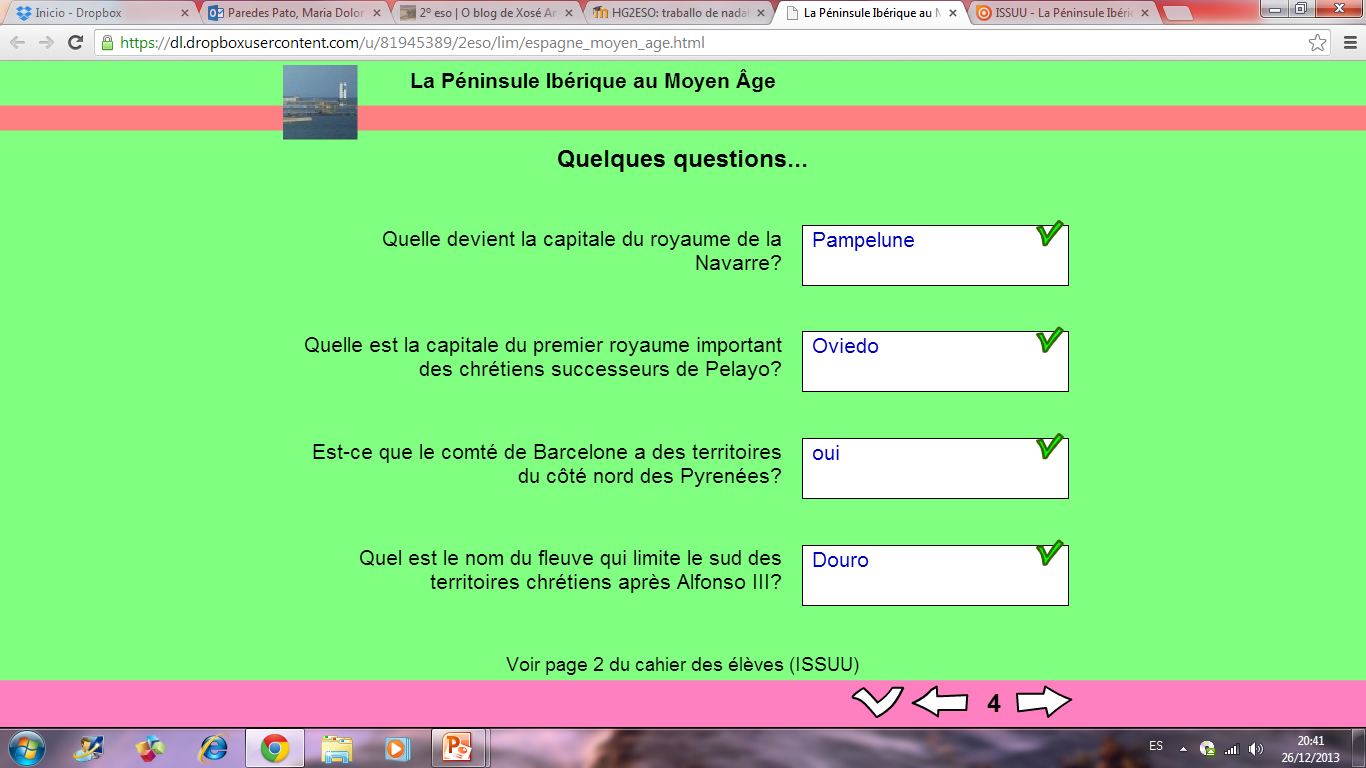 Inicio - Dropbox
Paredes Pato, Maria Dolor
2º eso | O blog de Xosé An
HG2ESO: traballo de nadal
La Péninsule Ibérique au M
ISSUU - La Péninsule Ibéri
https://dl.dropboxusercontent.com/u/81945389/2eso/lim/espagne_moyen_age.html
La Péninsule Ibérique au Moyen Âge
Quelques questions...
Quelle devient la capitale du royaume de la
Navarre?
Pampelune
Quelle est la capitale du premier royaume important
des chrétiens successeurs de Pelayo?
Oviedo
Est-ce que le comté de Barcelone a des territoires
du côté nord des Pyrenées?
oui
Quel est le nom du fleuve qui limite le sud des
territoires chrétiens après Alfonso III?
Douro
Voir page 2 du cahier des élèves (ISSUU)
4
ES
20:41
26/12/2013